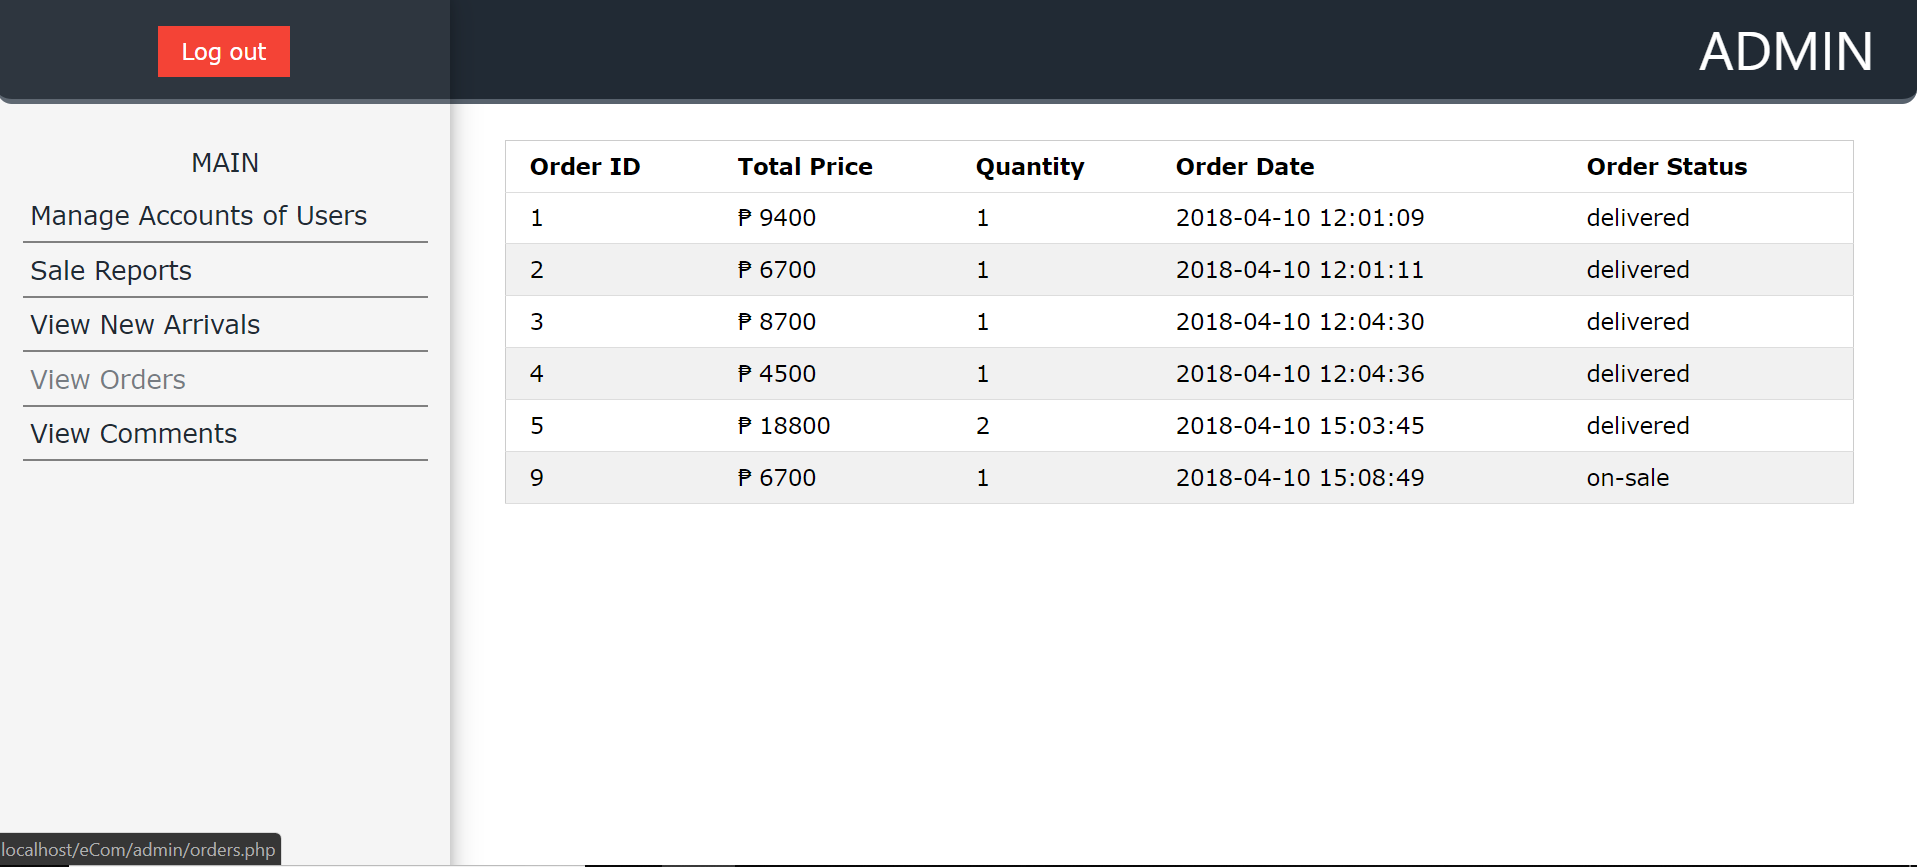 Log out
ADMIN
MAIN
Manage Accounts of Users
Sale Reports
View New Arrivals
View Orders
View Comments
Order ID Total Price Quantity Order Date Order Status
1 ₱ 9400 1 2018-04-10 12:01:09 delivered
2 ₱ 6700 1 2018-04-10 12:01:11 delivered
3 ₱ 8700 1 2018-04-10 12:04:30 delivered
4 ₱ 4500 1 2018-04-10 12:04:36 delivered
5 ₱ 18800 2 2018-04-10 15:03:45 delivered
9 ₱ 6700 1 2018-04-10 15:08:49 on-sale
localhost/eCom/admin/orders.php